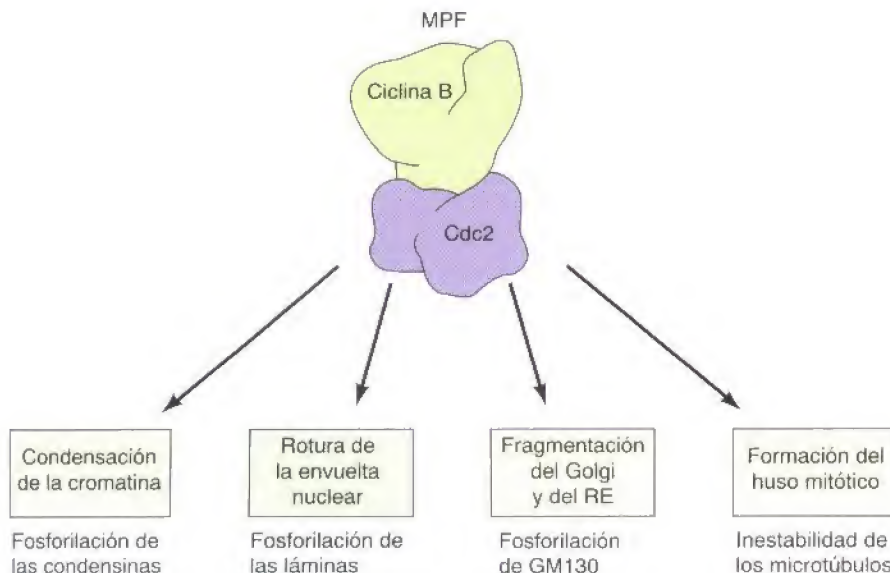 MPF
Ciclina B
Cdc2
Condensación
de la cromatina
Fosforilación de
las condensinas
Rotura de
la envuelta
nuclear
Fosforilación de
las láminas
Fragmentación
del Golgi
y del RE
Fosforilación
de GM130
Formación del
huso mitótico
Inestabilidad de
los microtúbulos